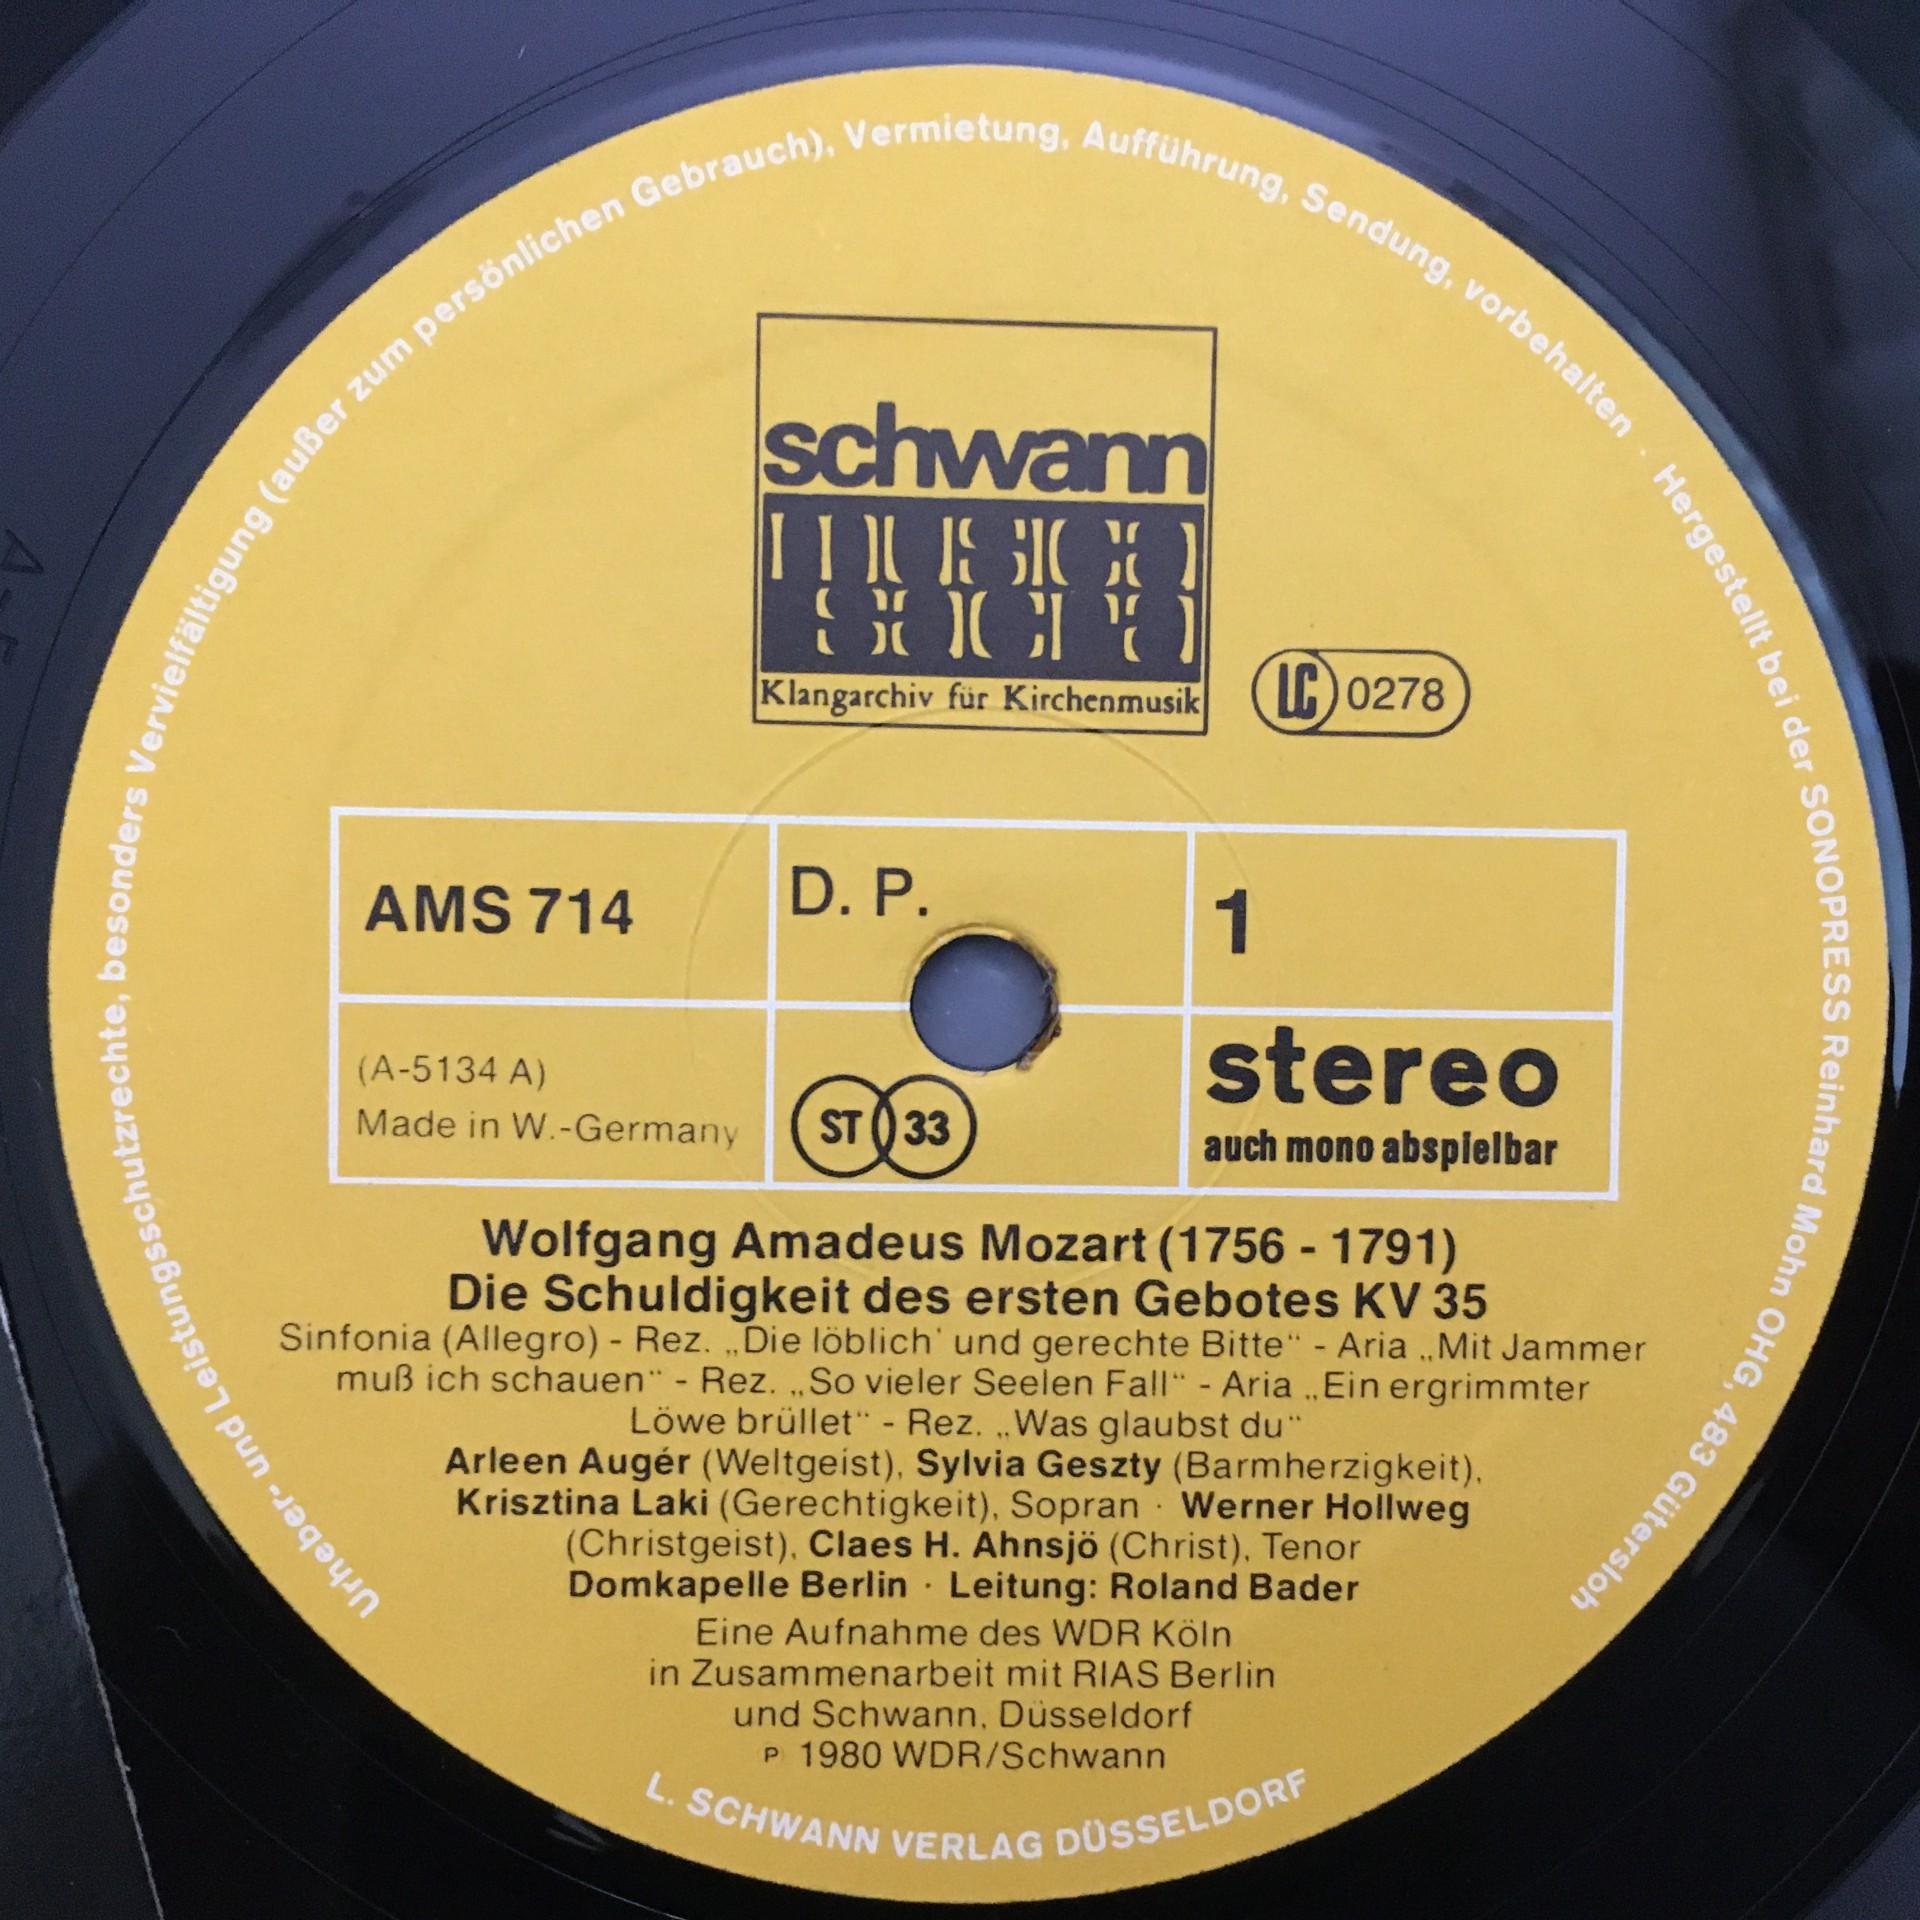 Urheber- und Leistungsschutzrechte, besonders Vervielfältigung (außer zum persönlichen Gebrauch), Vermietung, Aufführung, Sendung, vorbehalten · Hergestellt bei der SONOPRESS Reinhard Mohn OHG, 483 Gütersloh
schwann
Klangarchiv für Kirchenmusik
LC 0278
AMS 714
D. P.
1
(A-5134 A)
Made in W.-Germany
ST 33
stereo
auch mono abspielbar
Wolfgang Amadeus Mozart (1756 - 1791)
Die Schuldigkeit des ersten Gebotes KV 35
Sinfonia (Allegro) - Rez. „Die löblich' und gerechte Bitte“ - Aria „Mit Jammer
muß ich schauen“ - Rez. „So vieler Seelen Fall“ - Aria „Ein ergrimmter
Löwe brüllet“ - Rez. „Was glaubst du“
Arleen Augér (Weltgeist), Sylvia Geszty (Barmherzigkeit),
Krisztina Laki (Gerechtigkeit), Sopran · Werner Hollweg
(Christgeist), Claes H. Ahnsjö (Christ), Tenor
Domkapelle Berlin · Leitung: Roland Bader
Eine Aufnahme des WDR Köln
in Zusammenarbeit mit RIAS Berlin
und Schwann, Düsseldorf
P 1980 WDR/Schwann
L. SCHWANN VERLAG DÜSSELDORF